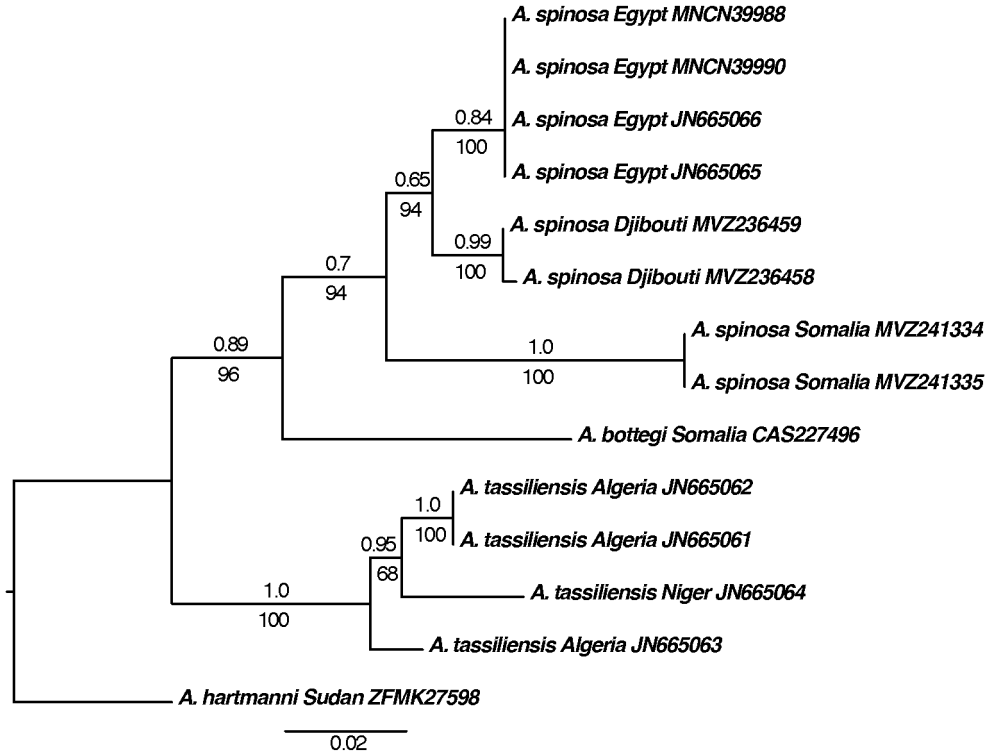 A. spinosa Egypt MNCN39988
A. spinosa Egypt MNCN39990
0.84
A. spinosa Egypt JN665066
100
A. spinosa Egypt JN665065
0.65
94
A. spinosa Djibouti MVZ236459
0.99
100
A. spinosa Djibouti MVZ236458
0.7
94
A. spinosa Somalia MVZ241334
1.0
100
A. spinosa Somalia MVZ241335
0.89
96
A. bottegi Somalia CAS227496
A. tassiliensis Algeria JN665062
1.0
100
A. tassiliensis Algeria JN665061
0.95
68
A. tassiliensis Niger JN665064
1.0
100
A. tassiliensis Algeria JN665063
A. hartmanni Sudan ZFMK27598
0.02